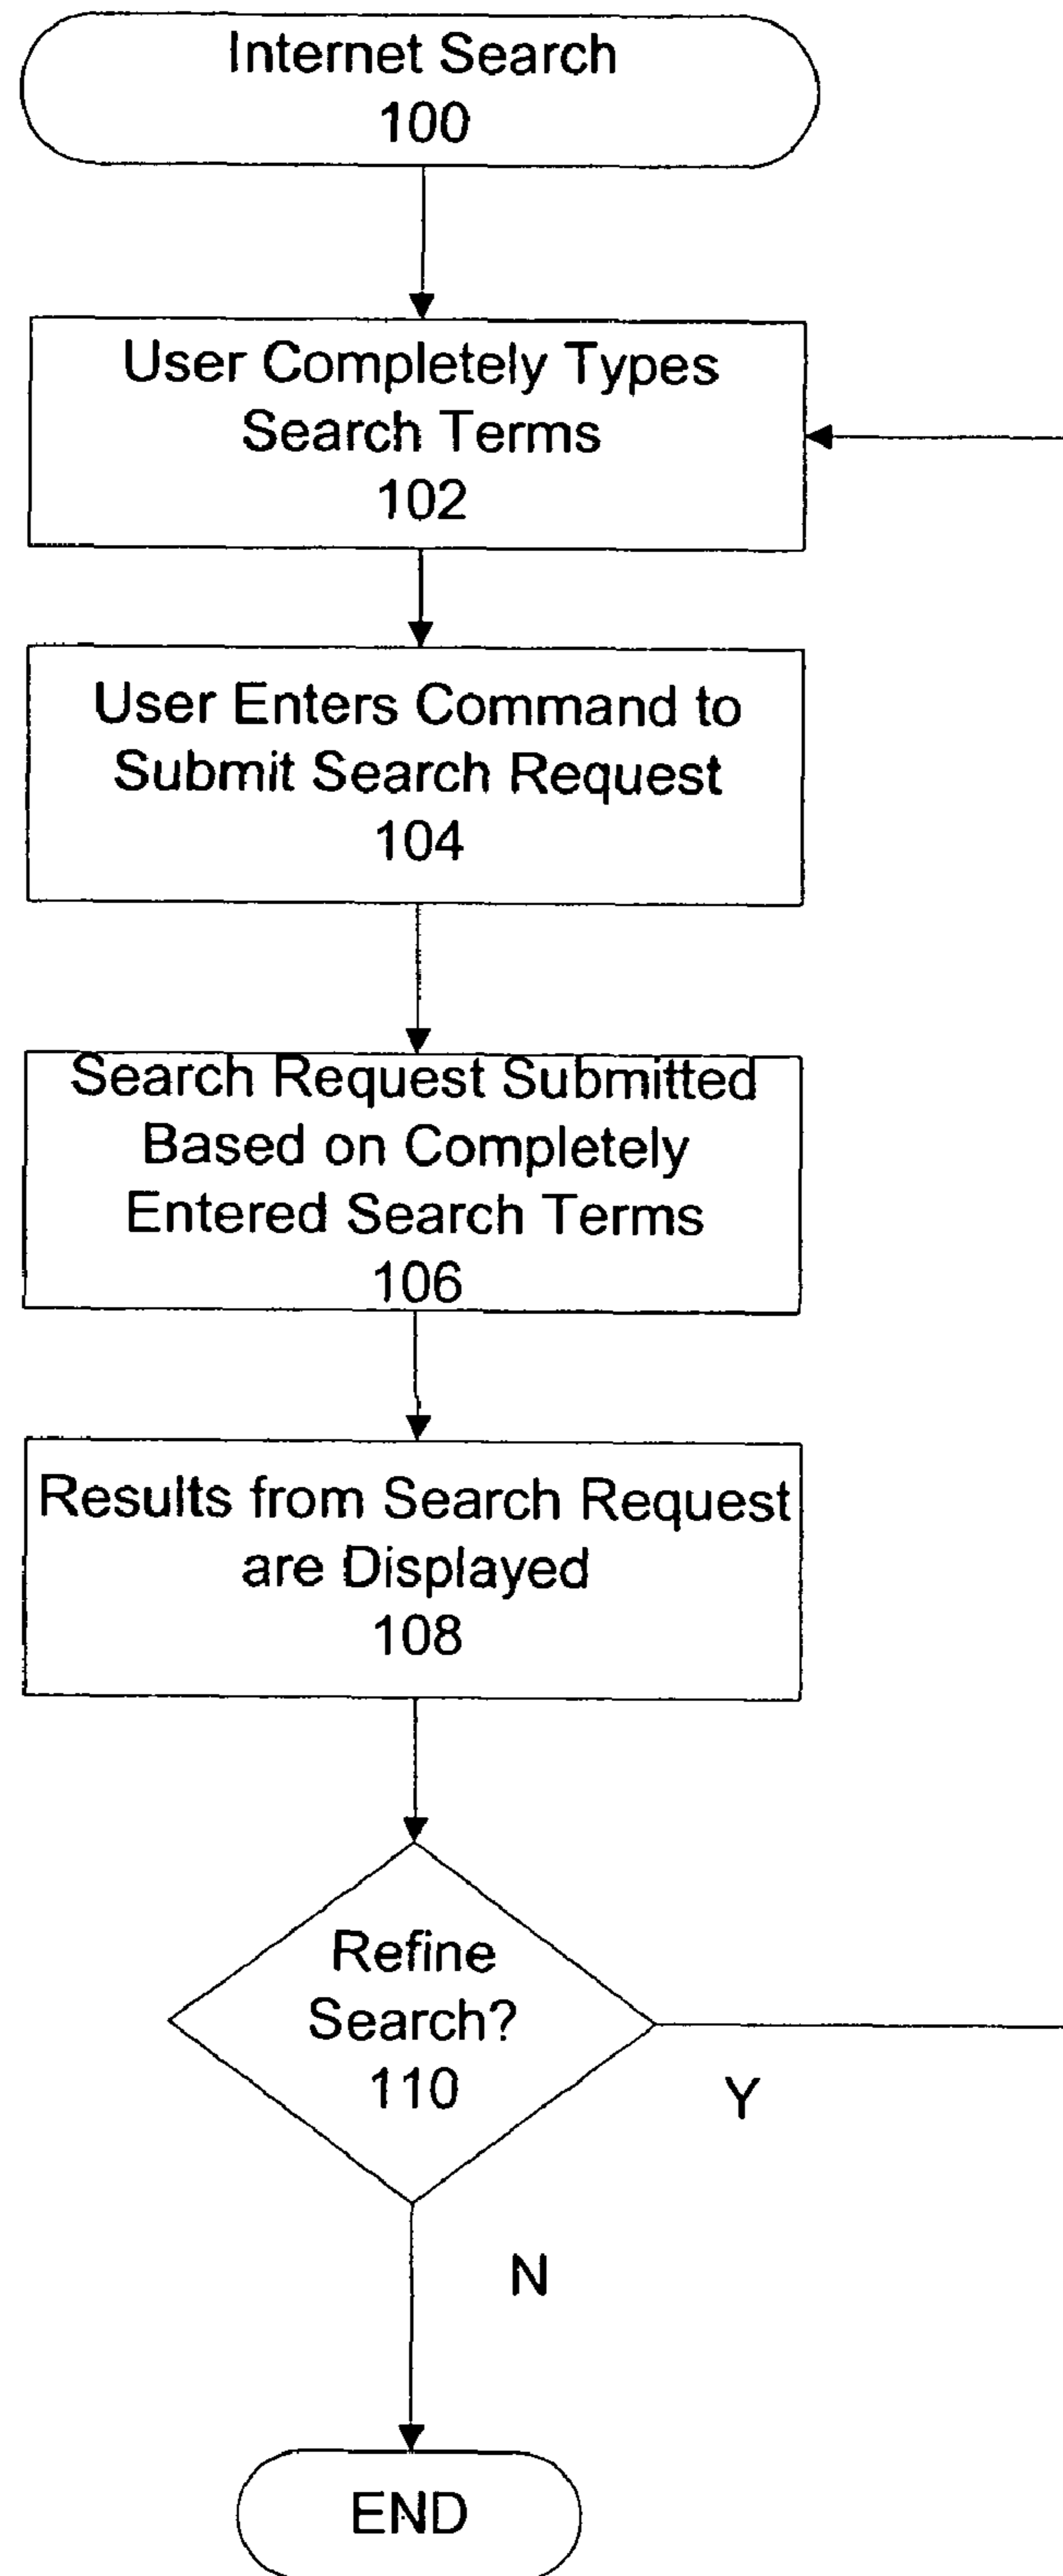 Internet Search
100
User Completely Types
Search Terms
102
User Enters Command to
Submit Search Request
104
Search Request Submitted
Based on Completely
Entered Search Terms
106
Results from Search Request
are Displayed
108
Refine
Search?
110
Y
N
END